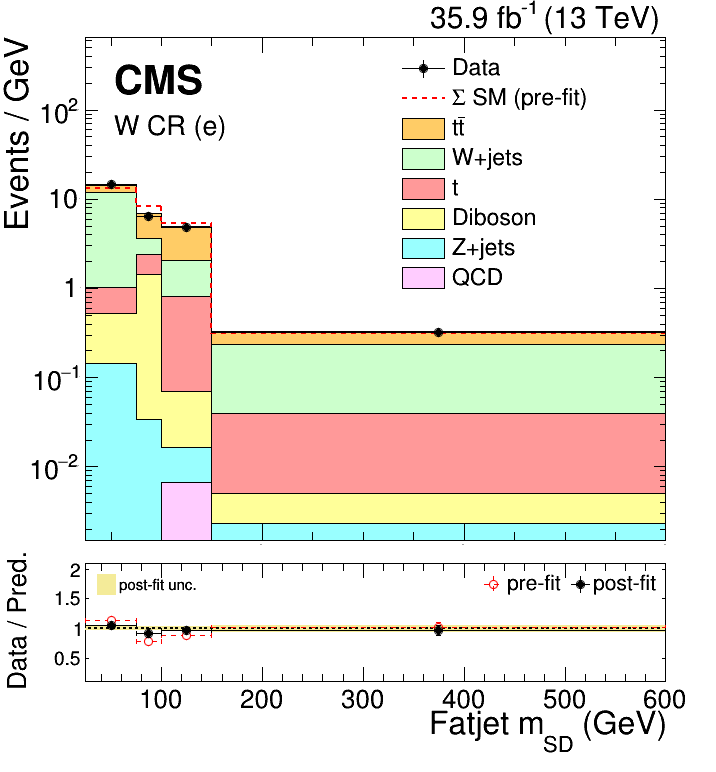 35.9 fb⁻¹ (13 TeV)
Events / GeV
CMS
W CR (e)
Data
Σ SM (pre-fit)
tt̄
W+jets
t
Diboson
Z+jets
QCD
10²
10
1
10⁻¹
10⁻²
Data / Pred.
post-fit unc.
pre-fit
post-fit
2
1.5
1
0.5
100 200 300 400 500 600
Fatjet m_SD (GeV)